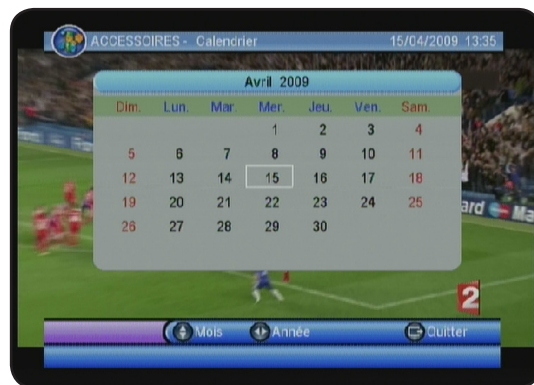 ACCESSOIRES - Calendrier 15/04/2009 13:35
Avril 2009
Dim. Lun. Mar Mer. Jeu. Ven. Sam.
1 2 3 4
5 6 7 8 9 10 11
12 13 14 15 16 17 18
19 20 21 22 23 24 25
26 27 28 29 30
2
Mois Année Quitter